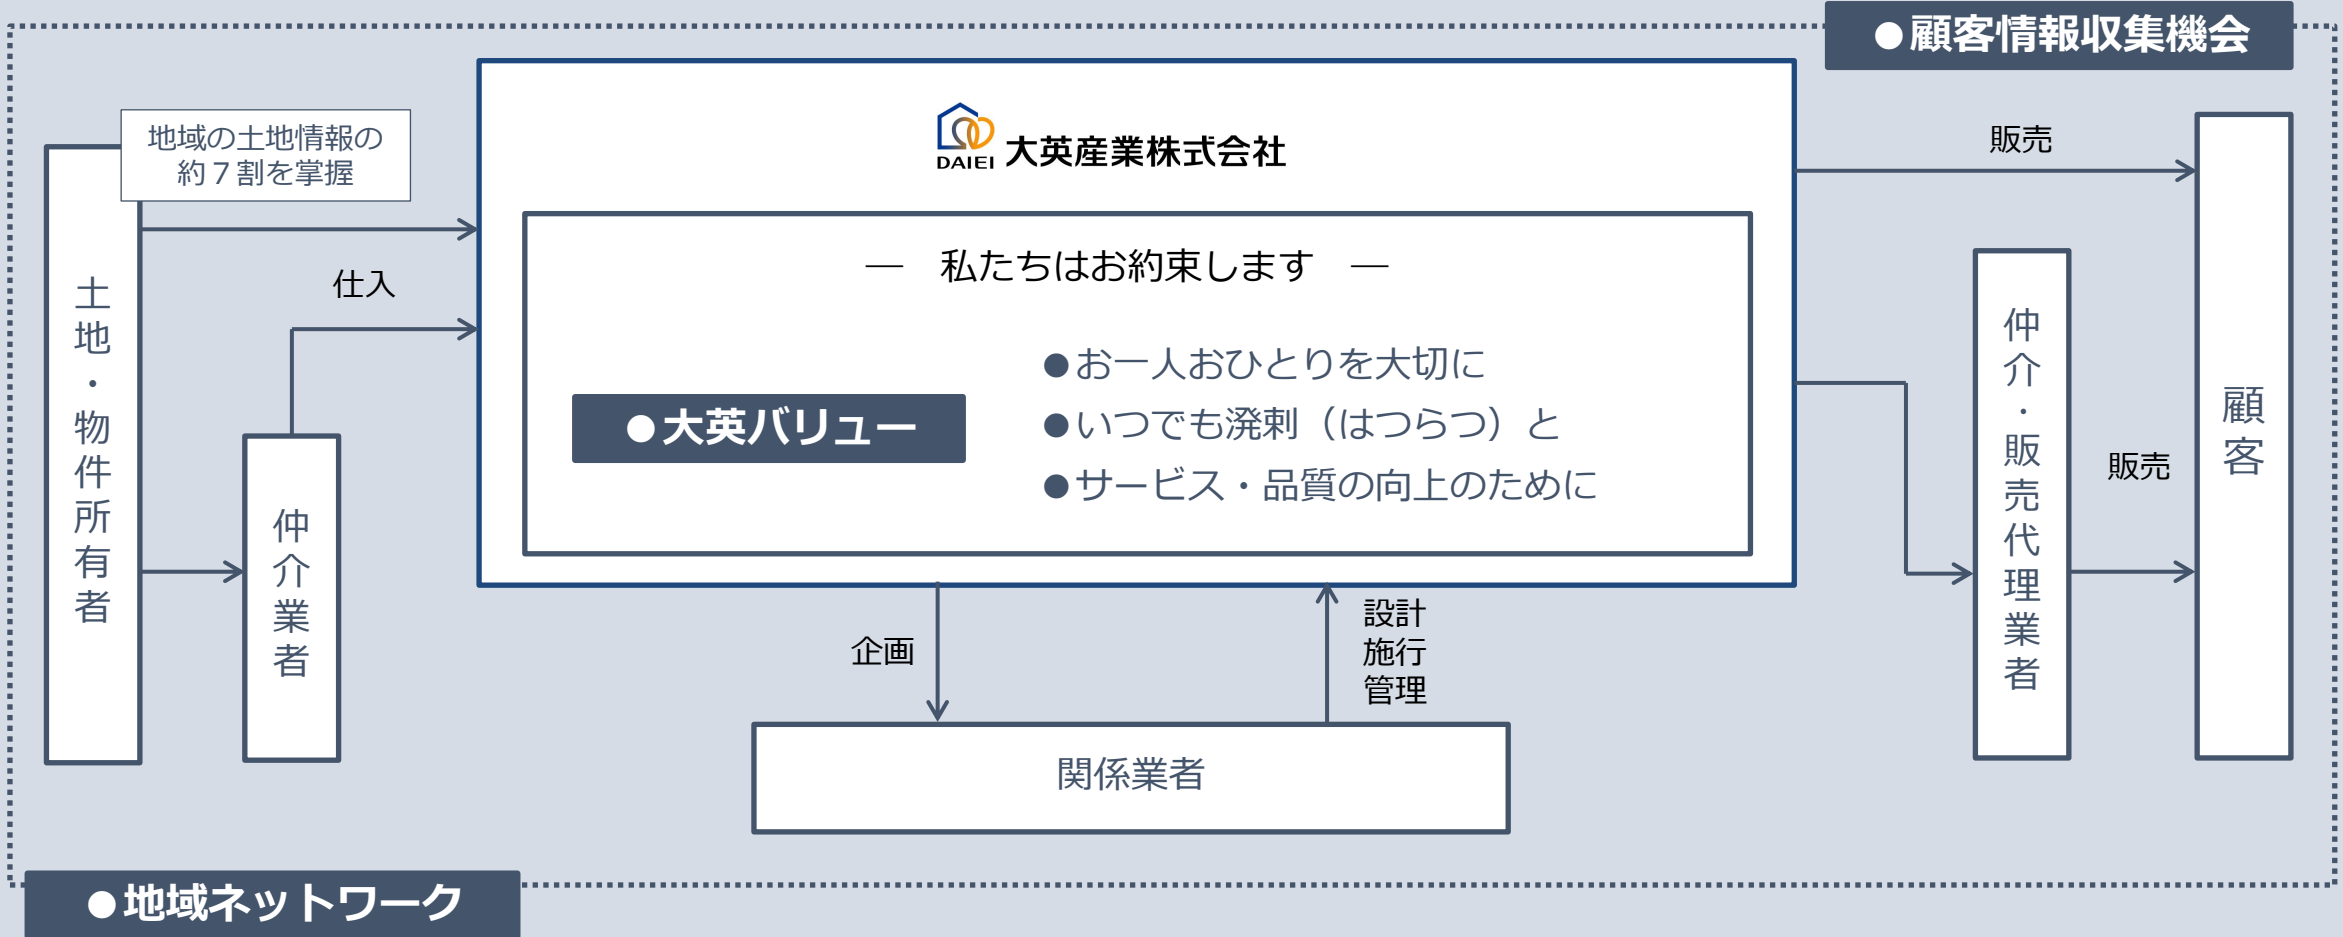 ●顧客情報収集機会
地域の土地情報の
約７割を掌握
土地・物件所有者
仕入
仲介業者
DAIEI
大英産業株式会社
― 私たちはお約束します ―
●大英バリュー
●お一人おひとりを大切に
●いつでも溌剌（はつらつ）と
●サービス・品質の向上のために
企画
設計
施行
管理
関係業者
販売
仲介・販売代理業者
販売
顧客
●地域ネットワーク